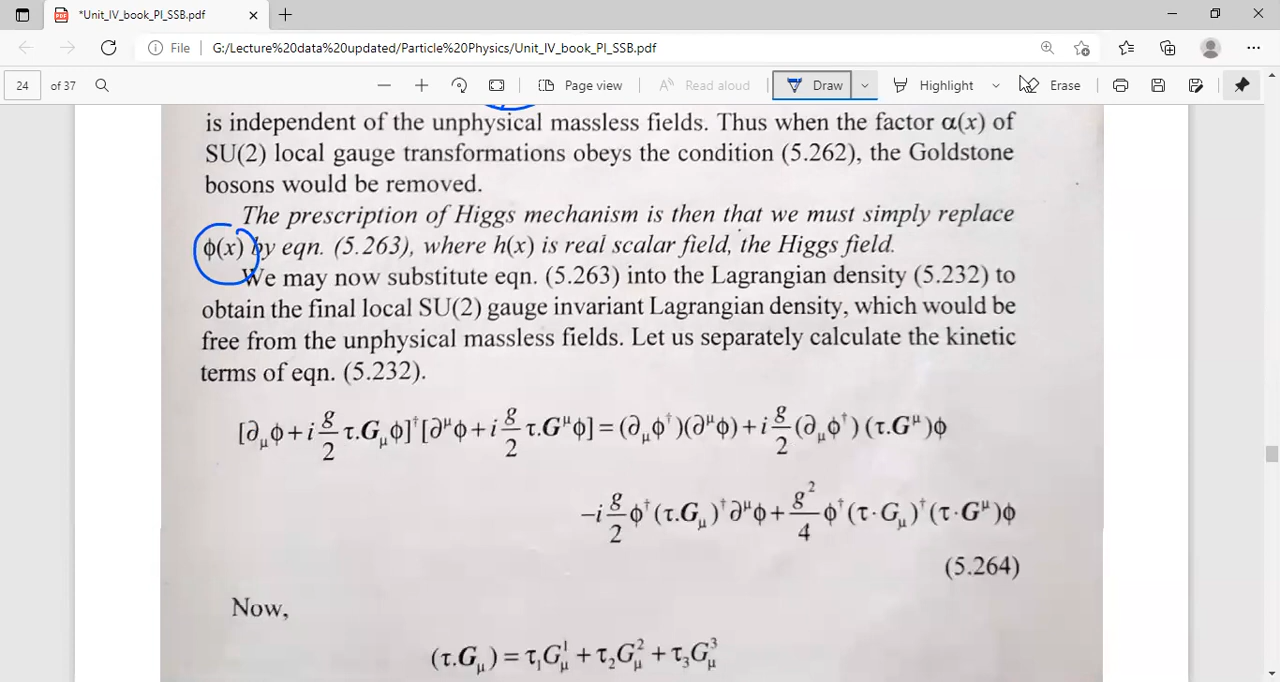 *Unit_IV_book_PI_SSB.pdf
File G:/Lecture%20data%20updated/Particle%20Physics/Unit_IV_book_PI_SSB.pdf
24 of 37 Page view Read aloud Draw Highlight Erase
is independent of the unphysical massless fields. Thus when the factor α(x) of
SU(2) local gauge transformations obeys the condition (5.262), the Goldstone
bosons would be removed.
The prescription of Higgs mechanism is then that we must simply replace
ϕ(x) by eqn. (5.263), where h(x) is real scalar field, the Higgs field.
We may now substitute eqn. (5.263) into the Lagrangian density (5.232) to
obtain the final local SU(2) gauge invariant Lagrangian density, which would be
free from the unphysical massless fields. Let us separately calculate the kinetic
terms of eqn. (5.232).
[∂_μϕ + i g/2 τ.G_μϕ]^†[∂^μϕ + i g/2 τ.G^μϕ] = (∂_μϕ^†)(∂^μϕ) + i g/2 (∂_μϕ^†)(τ.G^μ)ϕ
−i g/2 ϕ^†(τ.G_μ)^†∂^μϕ + g^2/4 ϕ^†(τ·G_μ)^†(τ·G^μ)ϕ
(5.264)
Now,
(τ.G_μ) = τ_1G_μ^1 + τ_2G_μ^2 + τ_3G_μ^3